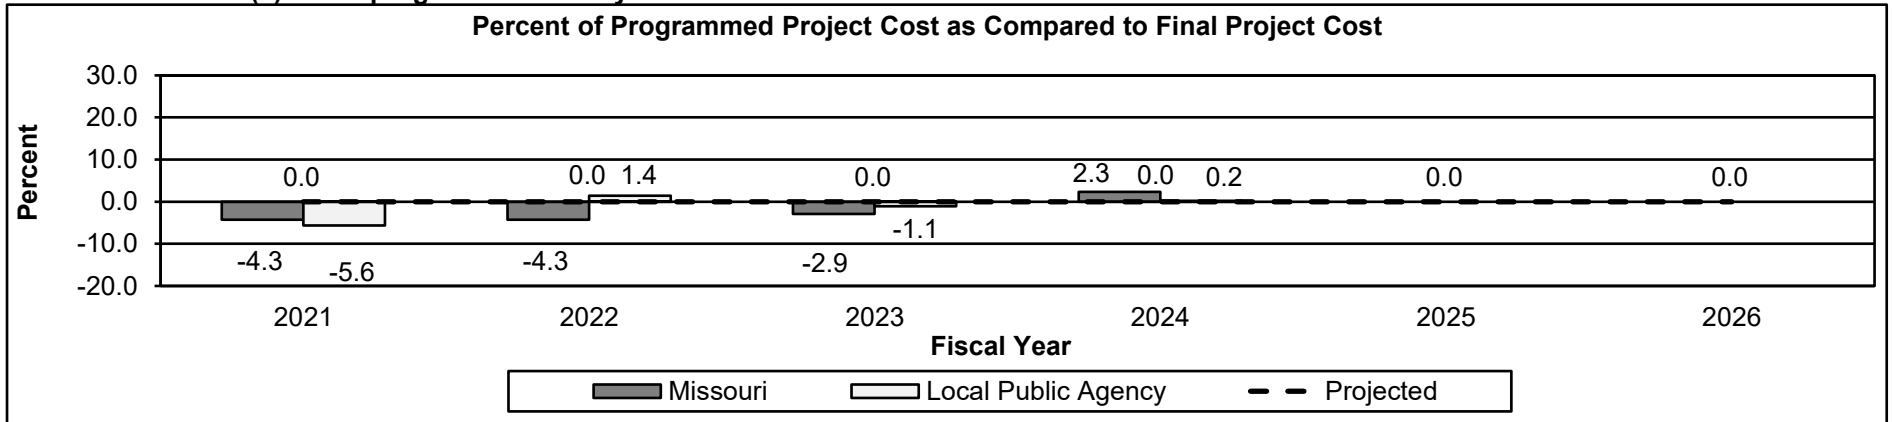 Percent of Programmed Project Cost as Compared to Final Project Cost
30.0
20.0
10.0
0.0
-10.0
-20.0
Percent
0.0
0.0 1.4
0.0
2.3 0.0 0.2
0.0
0.0
-4.3 -5.6
-4.3
-2.9 -1.1
2021 2022 2023 2024 2025 2026
Fiscal Year
Missouri Local Public Agency Projected